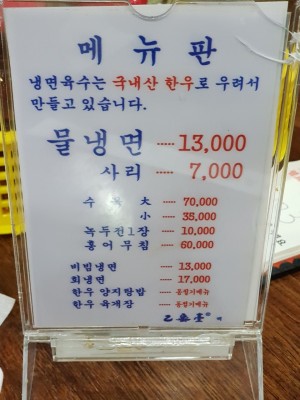 메뉴판
냉면육수는 국내산 한우로 우려서
만들고 있습니다.
물냉면 ····· 13,000
사리 ····· 7,000
수육 大 ····· 70,000
小 ····· 35,000
녹두전1장 ····· 10,000
홍어무침 ····· 60,000
비빔냉면 ····· 13,000
회냉면 ····· 17,000
한우 양지탕밥 ·····
한우 육개장 ·····